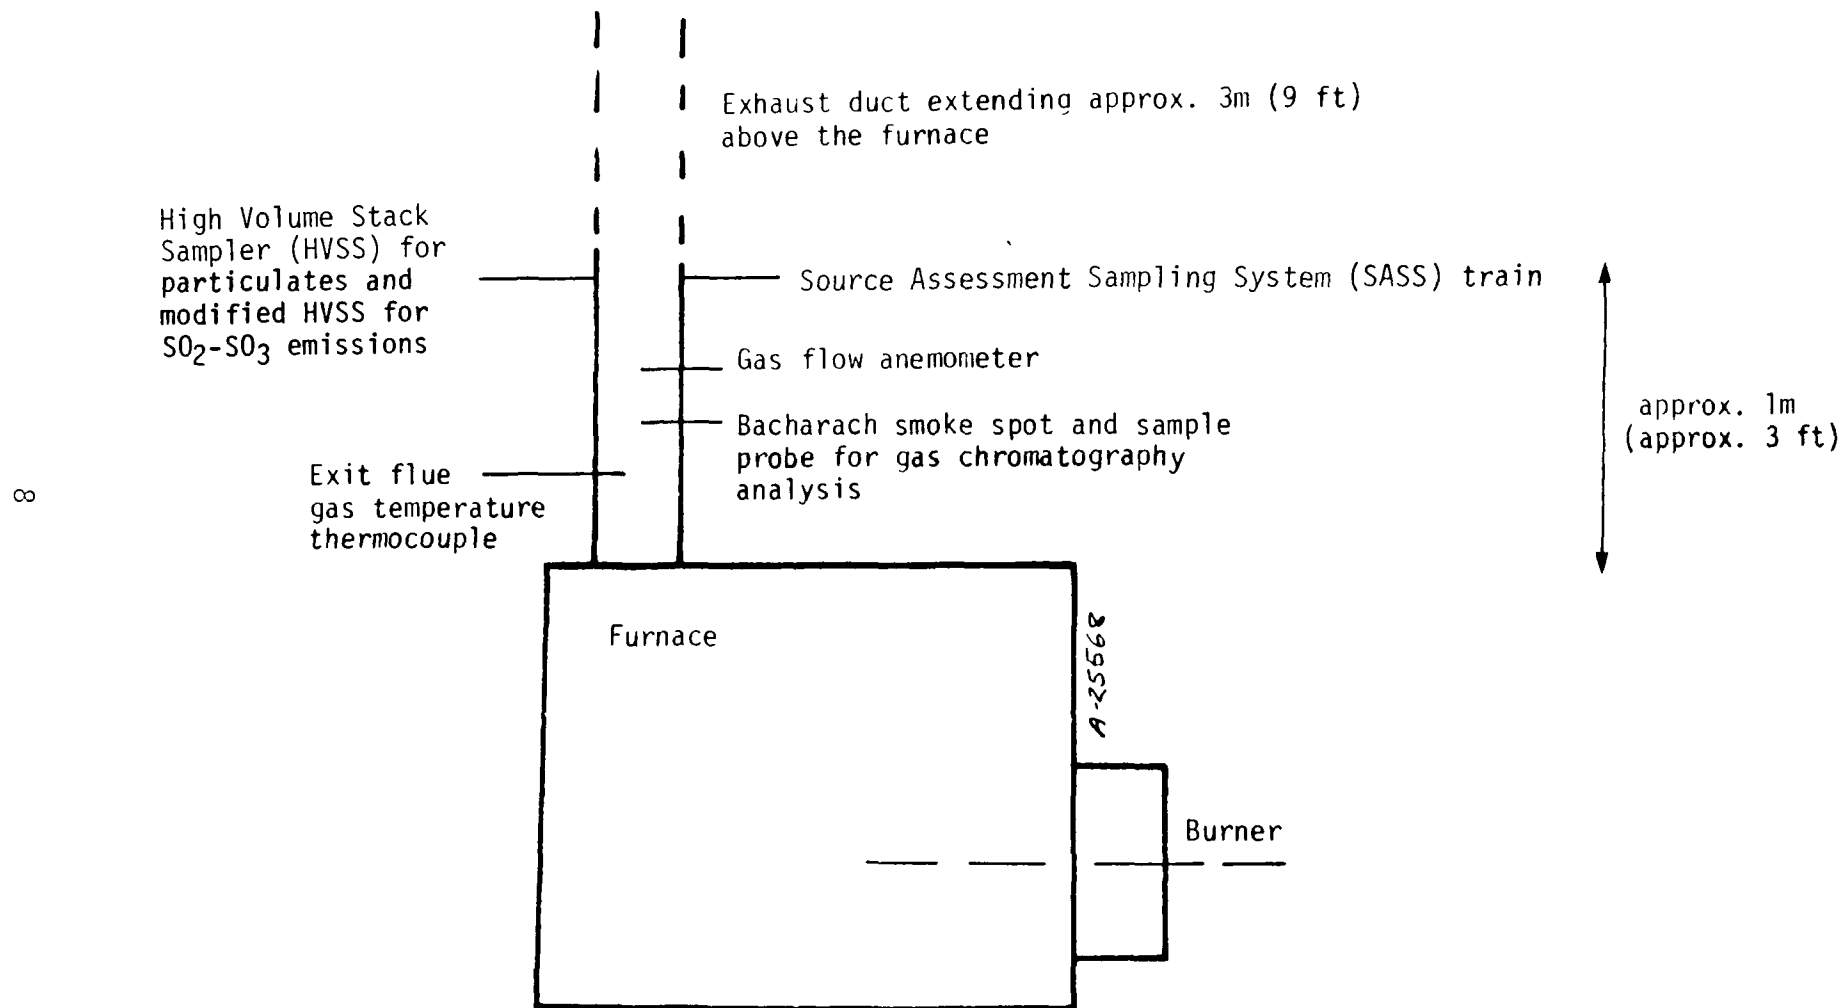 Exhaust duct extending approx. 3m (9 ft)
above the furnace
High Volume Stack
Sampler (HVSS) for
particulates and
modified HVSS for
SO2-SO3 emissions
Source Assessment Sampling System (SASS) train
Gas flow anemometer
approx. 1m
(approx. 3 ft)
Bacharach smoke spot and sample
probe for gas chromatography
analysis
Exit flue
gas temperature
thermocouple
8
Furnace
A-25568
Burner